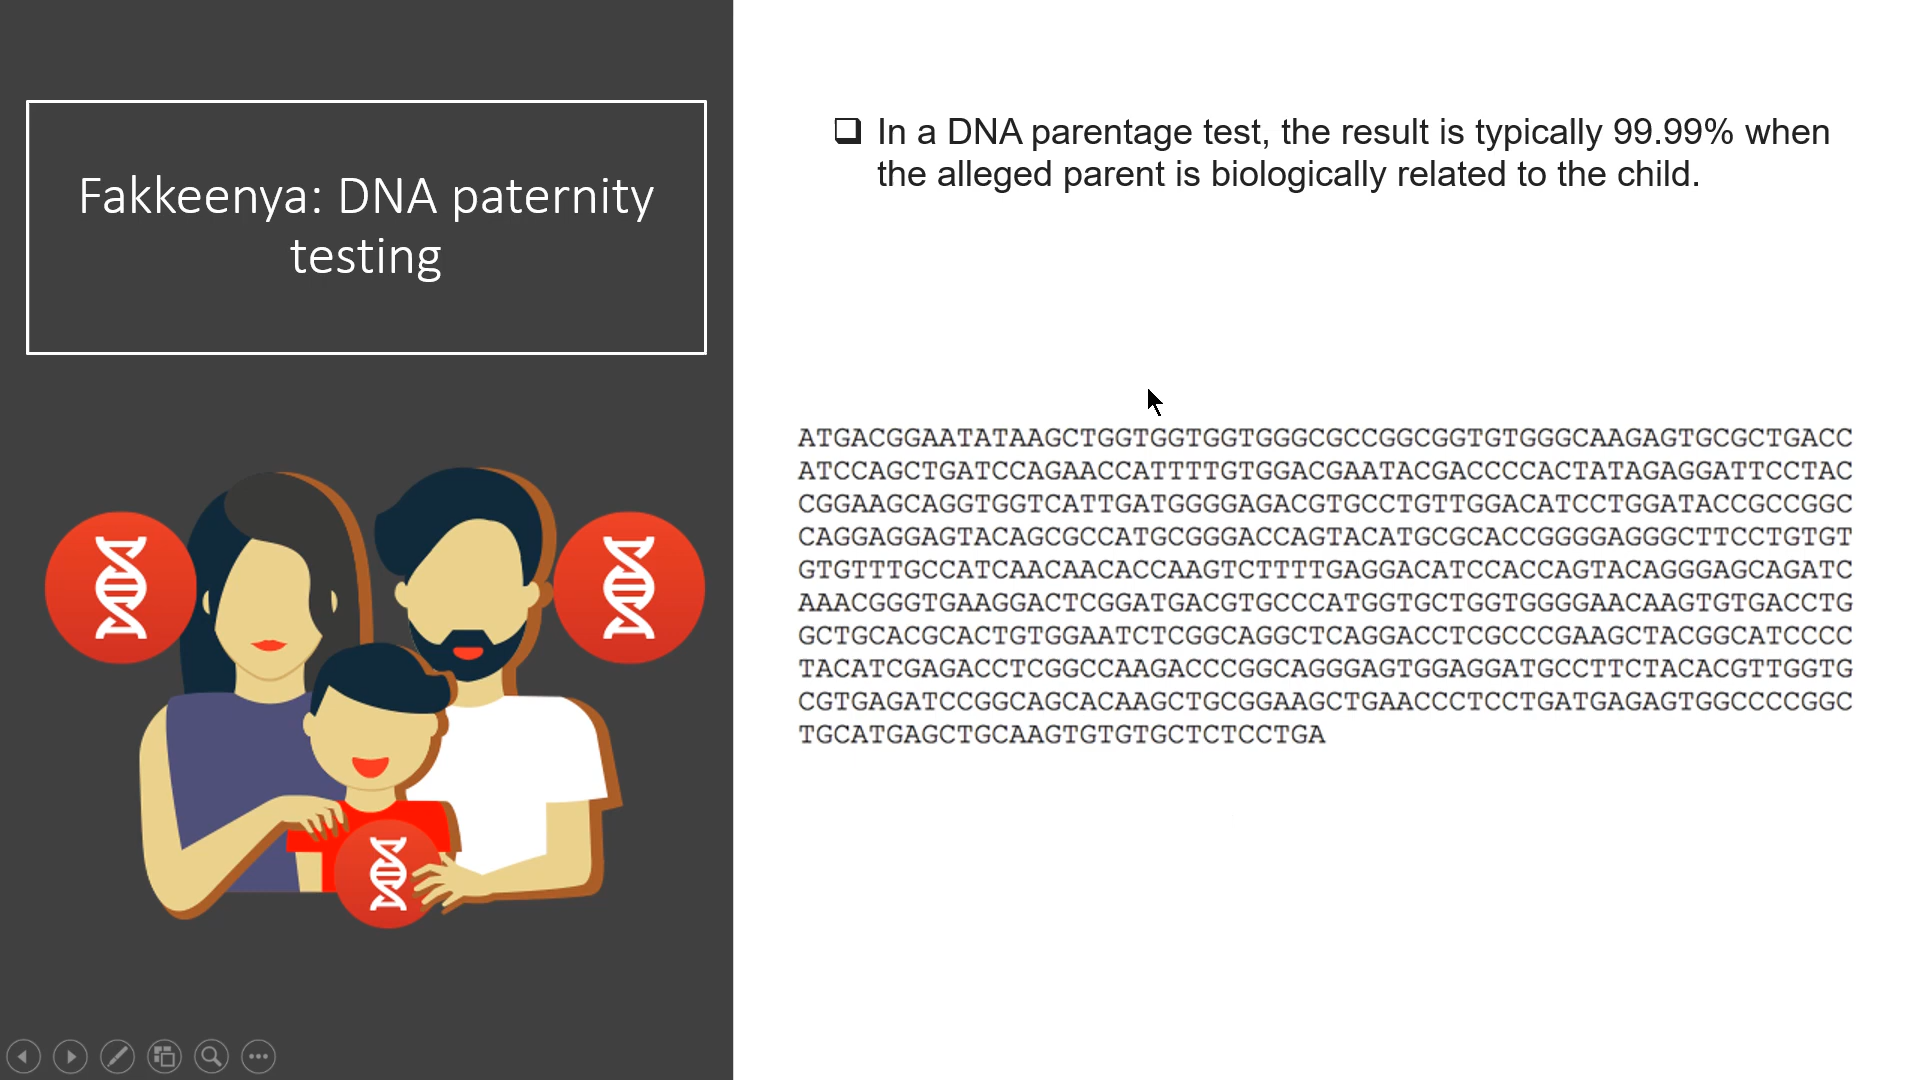 Fakkeenya: DNA paternity
testing
❑ In a DNA parentage test, the result is typically 99.99% when
the alleged parent is biologically related to the child.
ATGACGGAATATAAGCTGGTGGTGGTGGGCGCCGGCGGTGTGGGCAAGAGTGCGCTGACC
ATCCAGCTGATCCAGAACCATTTTGTGGACGAATACGACCCCACTATAGAGGATTCCTAC
CGGAAGCAGGTGGTCATTGATGGGGAGACGTGCCTGTTGGACATCCTGGATACCGCCGGC
CAGGAGGAGTACAGCGCCATGCGGGACCAGTACATGCGCACCGGGGAGGGCTTCCTGTGT
GTGTTTGCCATCAACAACACCAAGTCTTTTGAGGACATCCACCAGTACAGGGAGCAGATC
AAACGGGTGAAGGACTCGGATGACGTGCCCATGGTGCTGGTGGGGAACAAGTGTGACCTG
GCTGCACGCACTGTGGAATCTCGGCAGGCTCAGGACCTCGCCCGAAGCTACGGCATCCCC
TACATCGAGACCTCGGCCAAGACCCGGCAGGGAGTGGAGGATGCCTTCTACACGTTGGTG
CGTGAGATCCGGCAGCACAAGCTGCGGAAGCTGAACCCTCCTGATGAGAGTGGCCCCGGC
TGCATGAGCTGCAAGTGTGTGCTCTCCTGA